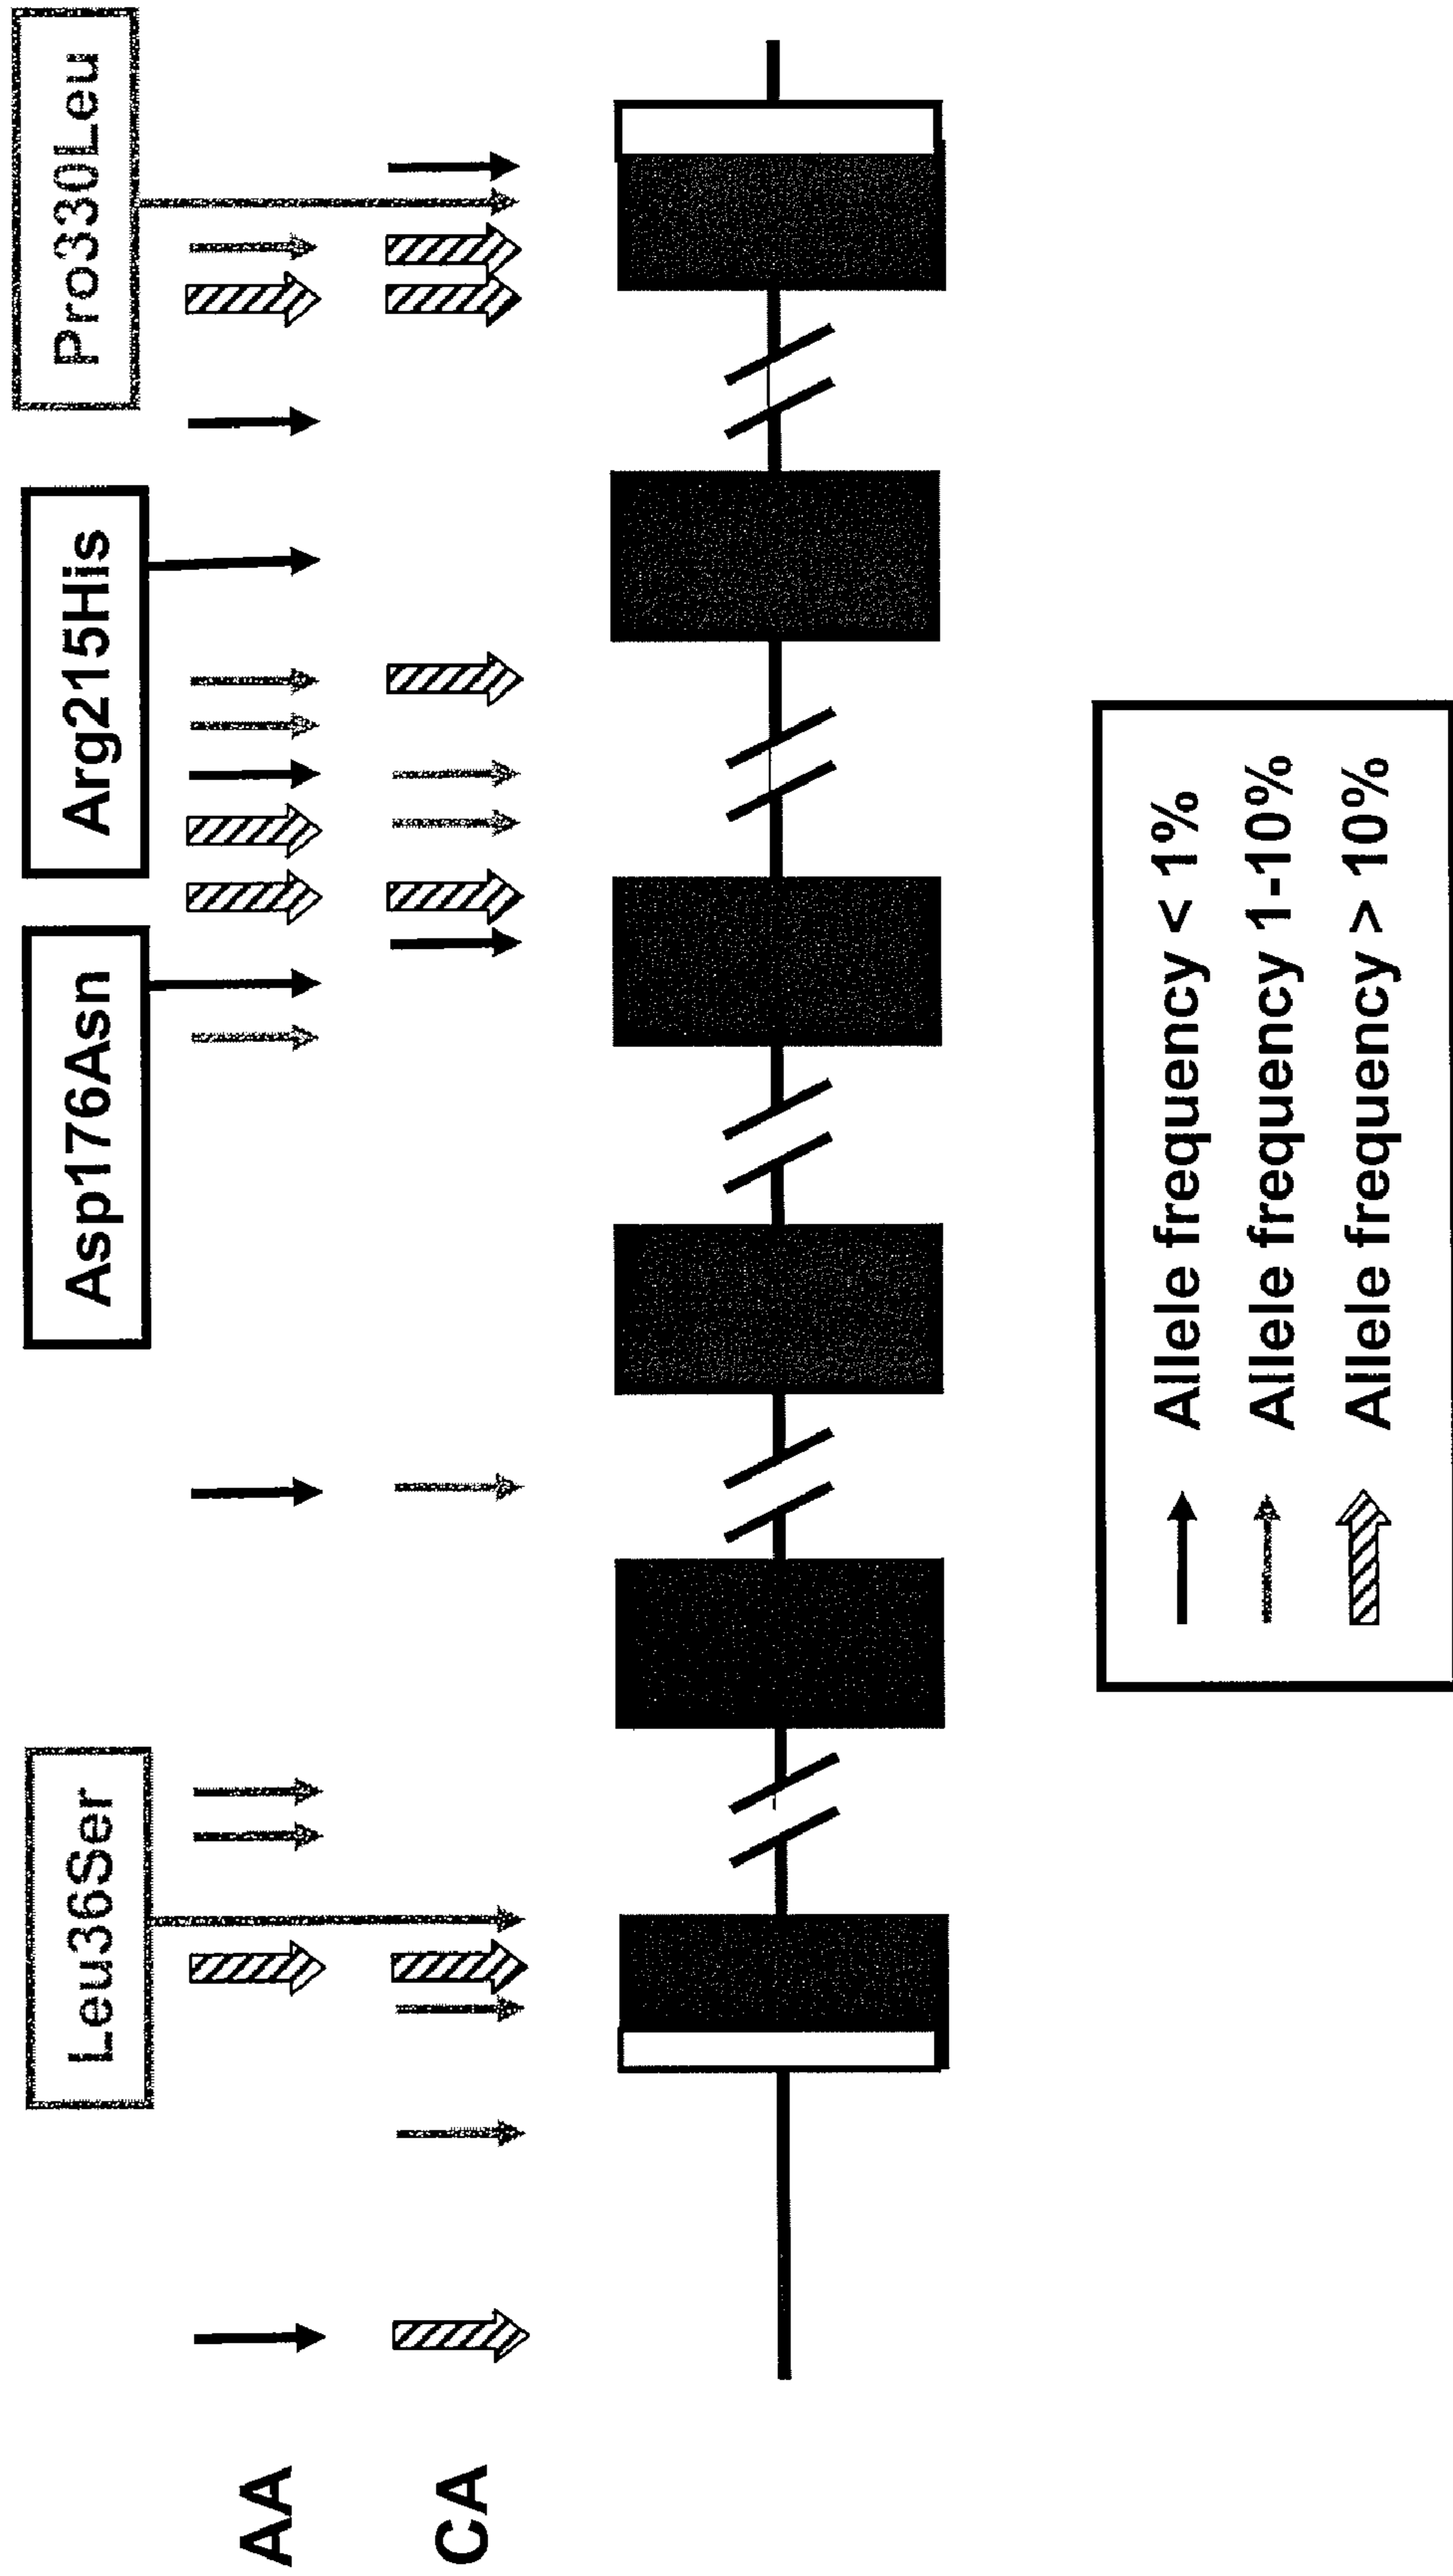 Leu36Ser
Asp176Asn
Arg215His
Pro330Leu
AA
CA
Allele frequency < 1%
Allele frequency 1-10%
Allele frequency > 10%